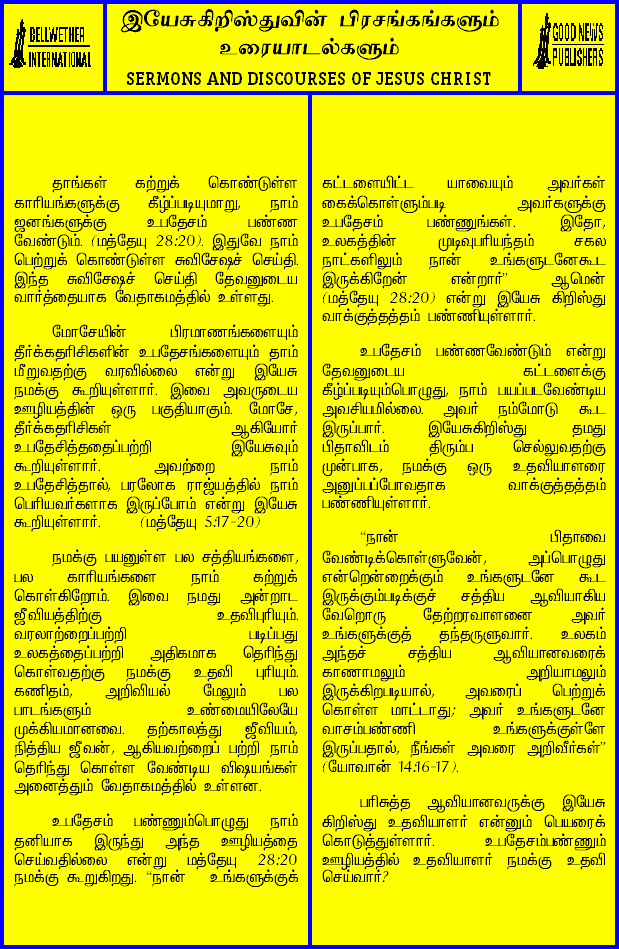 BELLWETHER
INTERNATIONAL
இயேசுகிறிஸ்துவின் பிரசங்கங்களும்
உரையாடல்களும்
SERMONS AND DISCOURSES OF JESUS CHRIST
GOOD NEWS
PUBLISHERS
தாங்கள் கற்றுக் கொண்டுள்ள
காரியங்களுக்கு கீழ்ப்படியுமாறு, நாம்
ஜனங்களுக்கு உபதேசம் பண்ண
வேண்டும். (மத்தேயு 28:20). இதுவே நாம்
பெற்றுக் கொண்டுள்ள சுவிசேஷச் செய்தி.
இந்த சுவிசேஷச் செய்தி தேவனுடைய
வார்த்தையாக வேதாகமத்தில் உள்ளது.
மோசேயின் பிரமாணங்களையும்
தீர்க்கதரிசிகளின் உபதேசங்களையும் தாம்
மீறுவதற்கு வரவில்லை என்று இயேசு
நமக்கு கூறியுள்ளார். இவை அவருடைய
ஊழியத்தின் ஒரு பகுதியாகும். மோசே,
தீர்க்கதரிசிகள் ஆகியோர்
உபதேசித்ததைப்பற்றி இயேசுவும்
கூறியுள்ளார். அவற்றை நாம்
உபதேசித்தால், பரலோக ராஜ்யத்தில் நாம்
பெரியவர்களாக இருப்போம் என்று இயேசு
கூறியுள்ளார். (மத்தேயு 5:17-20)
நமக்கு பயனுள்ள பல சத்தியங்களை,
பல காரியங்களை நாம் கற்றுக்
கொள்கிறோம். இவை நமது அன்றாட
ஜீவியத்திற்கு உதவிபுரியும்.
வரலாற்றைப்பற்றி படிப்பது
உலகத்தைப்பற்றி அதிகமாக தெரிந்து
கொள்வதற்கு நமக்கு உதவி புரியும்.
கணிதம், அறிவியல் மேலும் பல
பாடங்களும் உண்மையிலேயே
முக்கியமானவை. தற்காலத்து ஜீவியம்,
நித்திய ஜீவன், ஆகியவற்றைப் பற்றி நாம்
தெரிந்து கொள்ள வேண்டிய விஷயங்கள்
அனைத்தும் வேதாகமத்தில் உள்ளன.
உபதேசம் பண்ணும்பொழுது நாம்
தனியாக இருந்து அந்த ஊழியத்தை
செய்வதில்லை என்று மத்தேயு 28:20
நமக்கு கூறுகிறது. “நான் உங்களுக்குக்
கட்டளையிட்ட யாவையும் அவர்கள்
கைக்கொள்ளும்படி அவர்களுக்கு
உபதேசம் பண்ணுங்கள். இதோ,
உலகத்தின் முடிவுபரியந்தம் சகல
நாட்களிலும் நான் உங்களுடனேகூட
இருக்கிறேன் என்றார்” ஆமென்
(மத்தேயு 28:20) என்று இயேசு கிறிஸ்து
வாக்குத்தத்தம் பண்ணியுள்ளார்.
உபதேசம் பண்ணவேண்டும் என்று
தேவனுடைய கட்டளைக்கு
கீழ்ப்படியும்பொழுது, நாம் பயப்படவேண்டிய
அவசியமில்லை. அவர் நம்மோடு கூட
இருப்பார். இயேசுகிறிஸ்து தமது
பிதாவிடம் திரும்ப செல்லுவதற்கு
முன்பாக, நமக்கு ஒரு உதவியாளரை
அனுப்பப்போவதாக வாக்குத்தத்தம்
பண்ணியுள்ளார்.
“நான் பிதாவை
வேண்டிக்கொள்ளுவேன், அப்பொழுது
என்றென்றைக்கும் உங்களுடனே கூட
இருக்கும்படிக்குச் சத்திய ஆவியாகிய
வேறொரு தேற்றரவாளனை அவர்
உங்களுக்குத் தந்தருளுவார். உலகம்
அந்தச் சத்திய ஆவியானவரைக்
காணாமலும் அறியாமலும்
இருக்கிறபடியால், அவரைப் பெற்றுக்
கொள்ள மாட்டாது; அவர் உங்களுடனே
வாசம்பண்ணி உங்களுக்குள்ளே
இருப்பதால், நீங்கள் அவரை அறிவீர்கள்”
(யோவான் 14:16-17).
பரிசுத்த ஆவியானவருக்கு இயேசு
கிறிஸ்து உதவியாளர் என்னும் பெயரைக்
கொடுத்துள்ளார். உபதேசம்பண்ணும்
ஊழியத்தில் உதவியாளர் நமக்கு உதவி
செய்வார்?